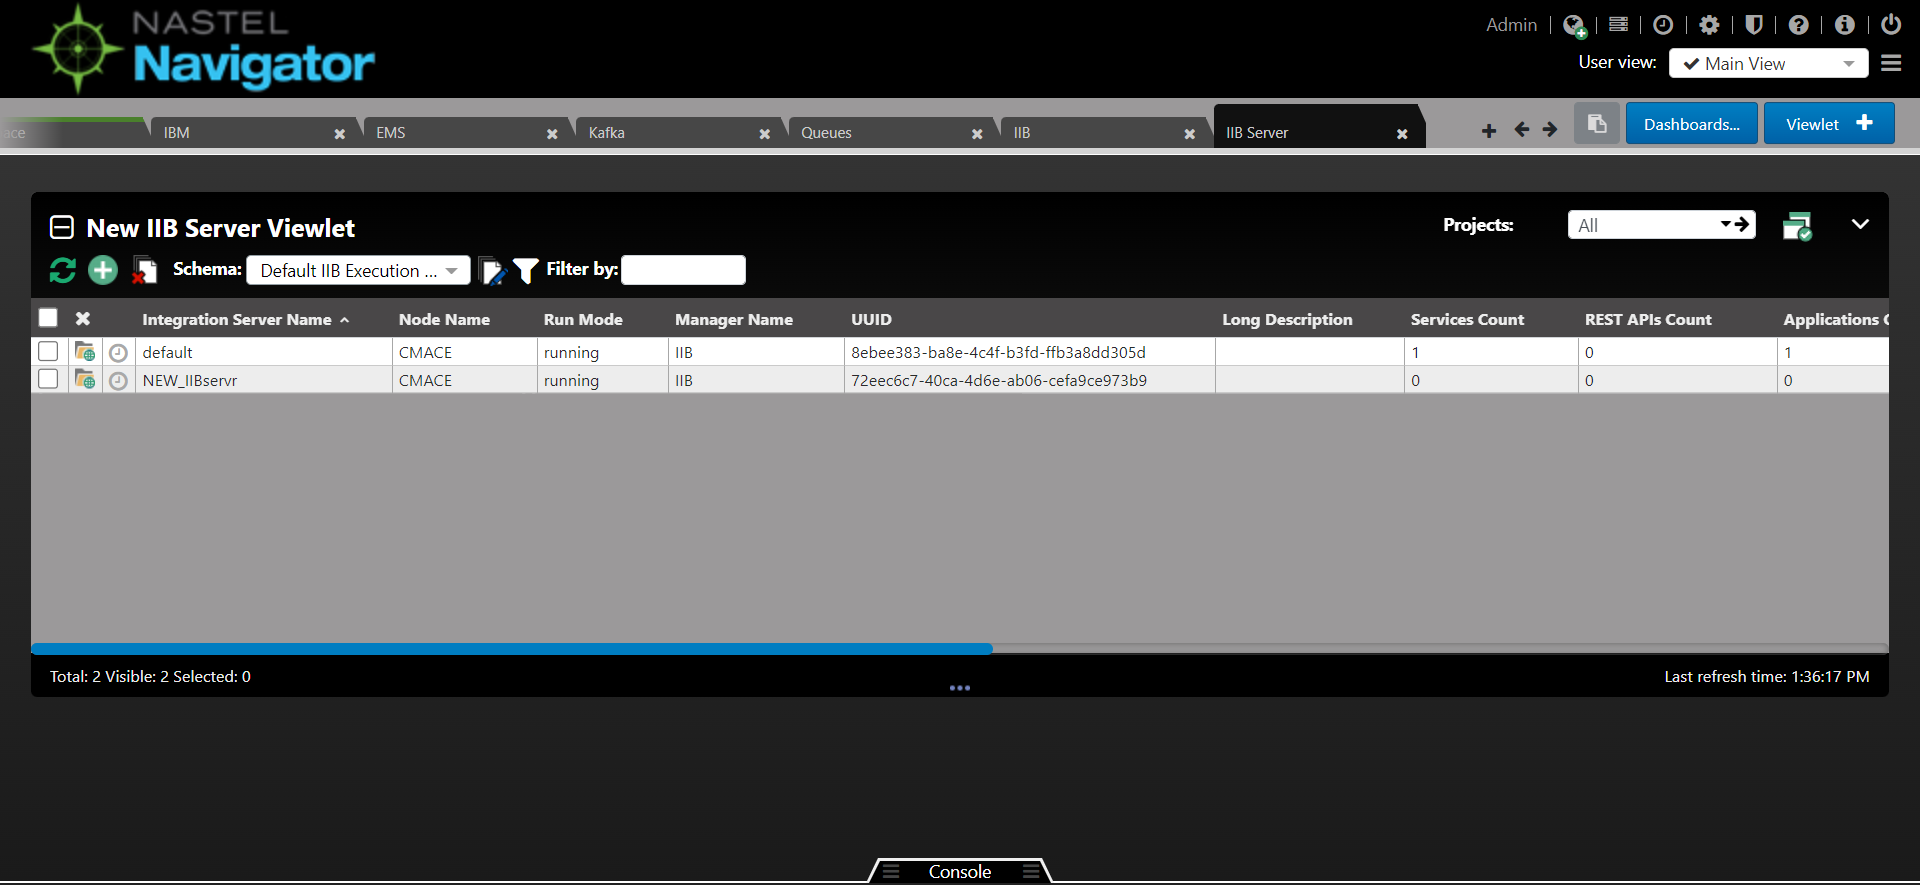 NASTEL
Navigator
Admin
User view: Main View
ace IBM EMS Kafka Queues IIB IIB Server Dashboards... Viewlet
New IIB Server Viewlet Projects: All
Schema: Default IIB Execution ... Filter by:
Integration Server Name Node Name Run Mode Manager Name UUID Long Description Services Count REST APIs Count Applications C
default CMACE running IIB 8ebee383-ba8e-4c4f-b3fd-ffb3a8dd305d 1 0 1
NEW_IIBservr CMACE running IIB 72eec6c7-40ca-4d6e-ab06-cefa9ce973b9 0 0 0
Total: 2 Visible: 2 Selected: 0 Last refresh time: 1:36:17 PM
Console